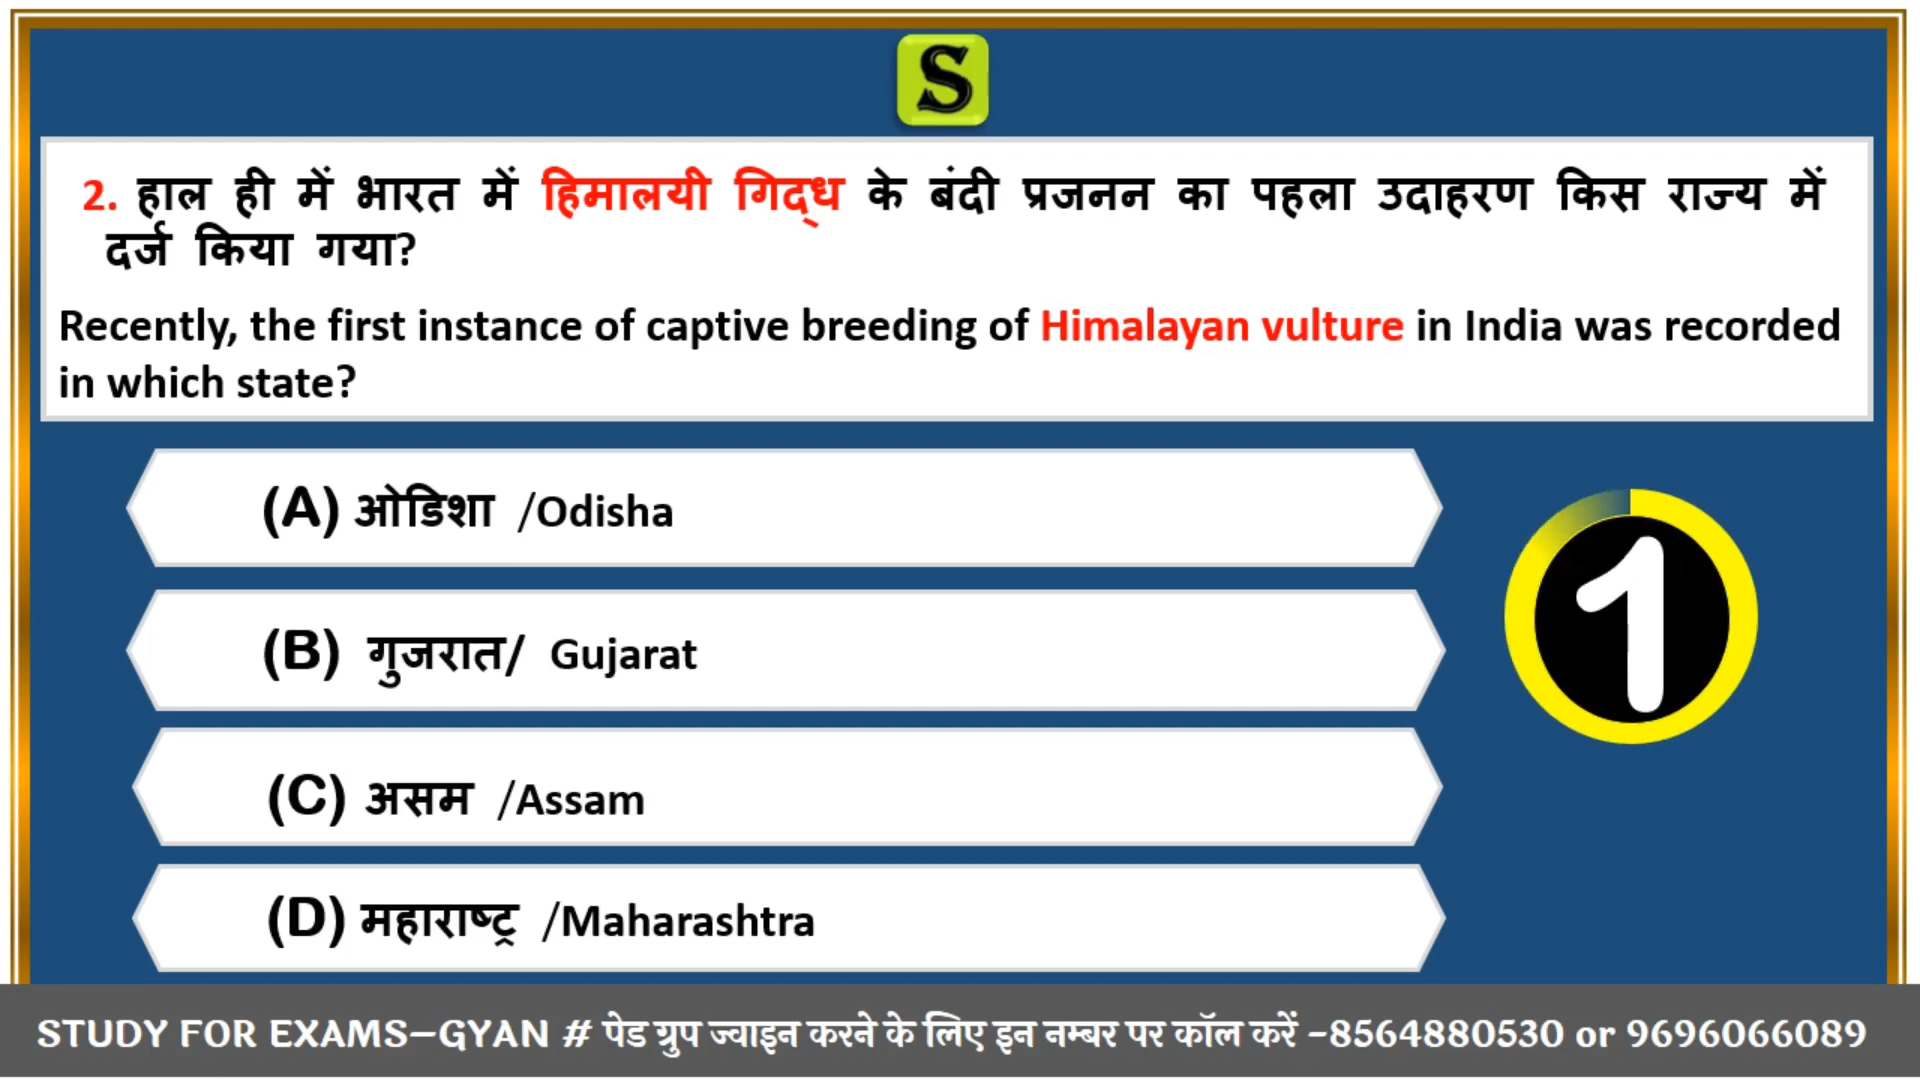 S
2. हाल ही में भारत में हिमालयी गिद्ध के बंदी प्रजनन का पहला उदाहरण किस राज्य में
दर्ज किया गया?
Recently, the first instance of captive breeding of Himalayan vulture in India was recorded
in which state?
(A) ओडिशा /Odisha
(B) गुजरात/ Gujarat
(C) असम /Assam
(D) महाराष्ट्र /Maharashtra
1
STUDY FOR EXAMS–GYAN # पेड ग्रुप ज्वाइन करने के लिए इन नम्बर पर कॉल करें –8564880530 or 9696066089